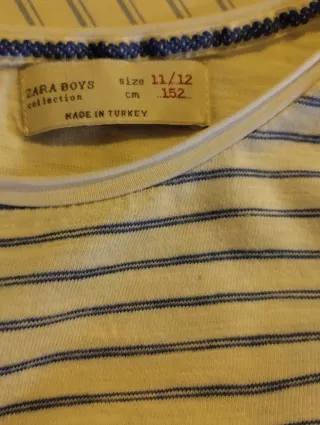 ZARA BOYS size 11/12
collection cm 152
MADE IN TURKEY